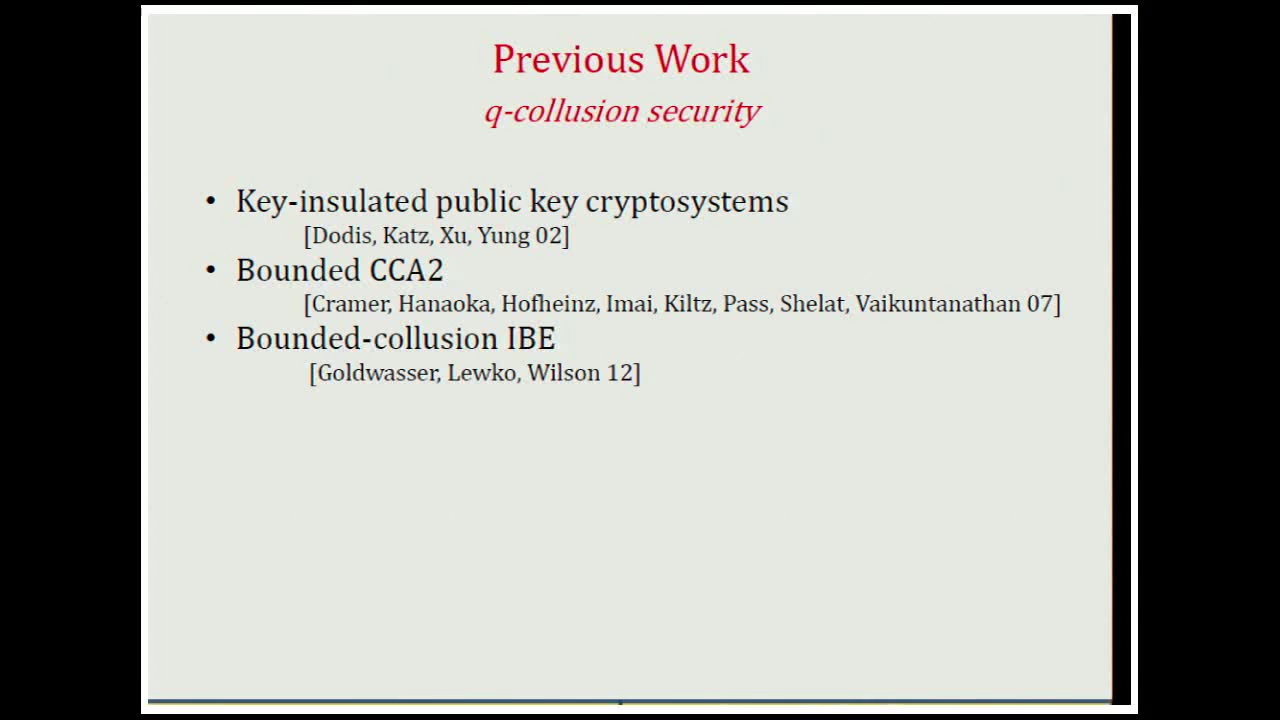 Previous Work
q-collusion security
• Key-insulated public key cryptosystems
[Dodis, Katz, Xu, Yung 02]
• Bounded CCA2
[Cramer, Hanaoka, Hofheinz, Imai, Kiltz, Pass, Shelat, Vaikuntanathan 07]
• Bounded-collusion IBE
[Goldwasser, Lewko, Wilson 12]